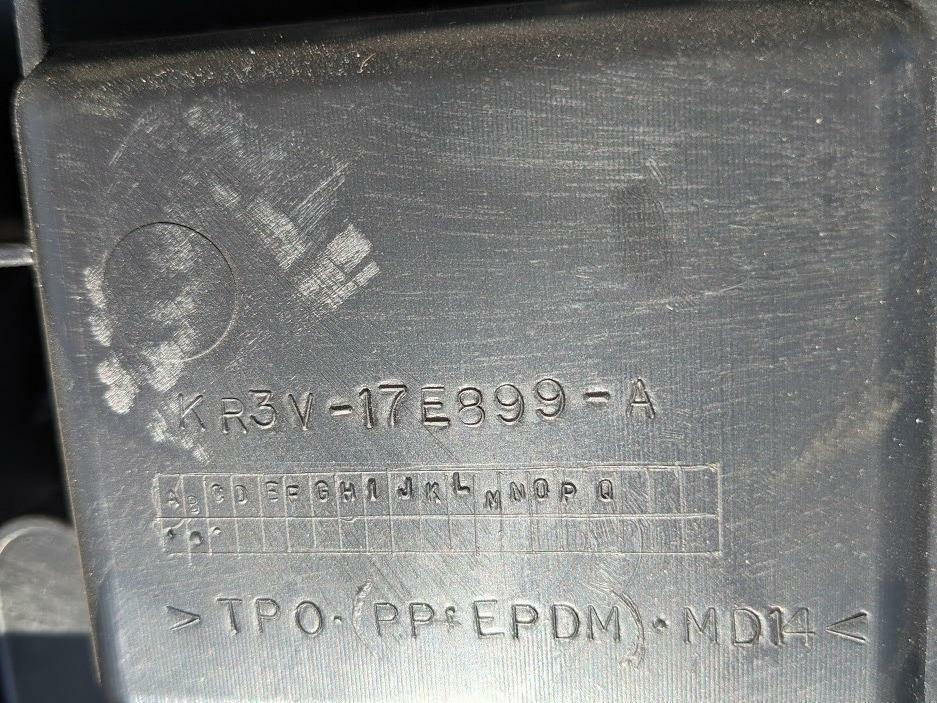 KR3V-17E899-A
A B C D E F G H I J K L M N O P Q
>TPO·(PP+EPDM)·MD14<